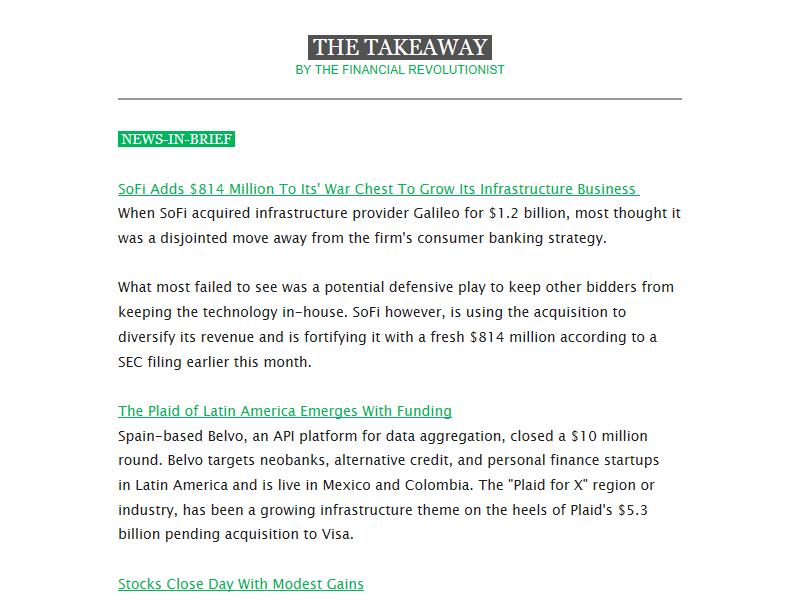 THE TAKEAWAY
BY THE FINANCIAL REVOLUTIONIST
NEWS-IN-BRIEF
SoFi Adds $814 Million To Its' War Chest To Grow Its Infrastructure Business
When SoFi acquired infrastructure provider Galileo for $1.2 billion, most thought it
was a disjointed move away from the firm's consumer banking strategy.
What most failed to see was a potential defensive play to keep other bidders from
keeping the technology in-house. SoFi however, is using the acquisition to
diversify its revenue and is fortifying it with a fresh $814 million according to a
SEC filing earlier this month.
The Plaid of Latin America Emerges With Funding
Spain-based Belvo, an API platform for data aggregation, closed a $10 million
round. Belvo targets neobanks, alternative credit, and personal finance startups
in Latin America and is live in Mexico and Colombia. The "Plaid for X" region or
industry, has been a growing infrastructure theme on the heels of Plaid's $5.3
billion pending acquisition to Visa.
Stocks Close Day With Modest Gains